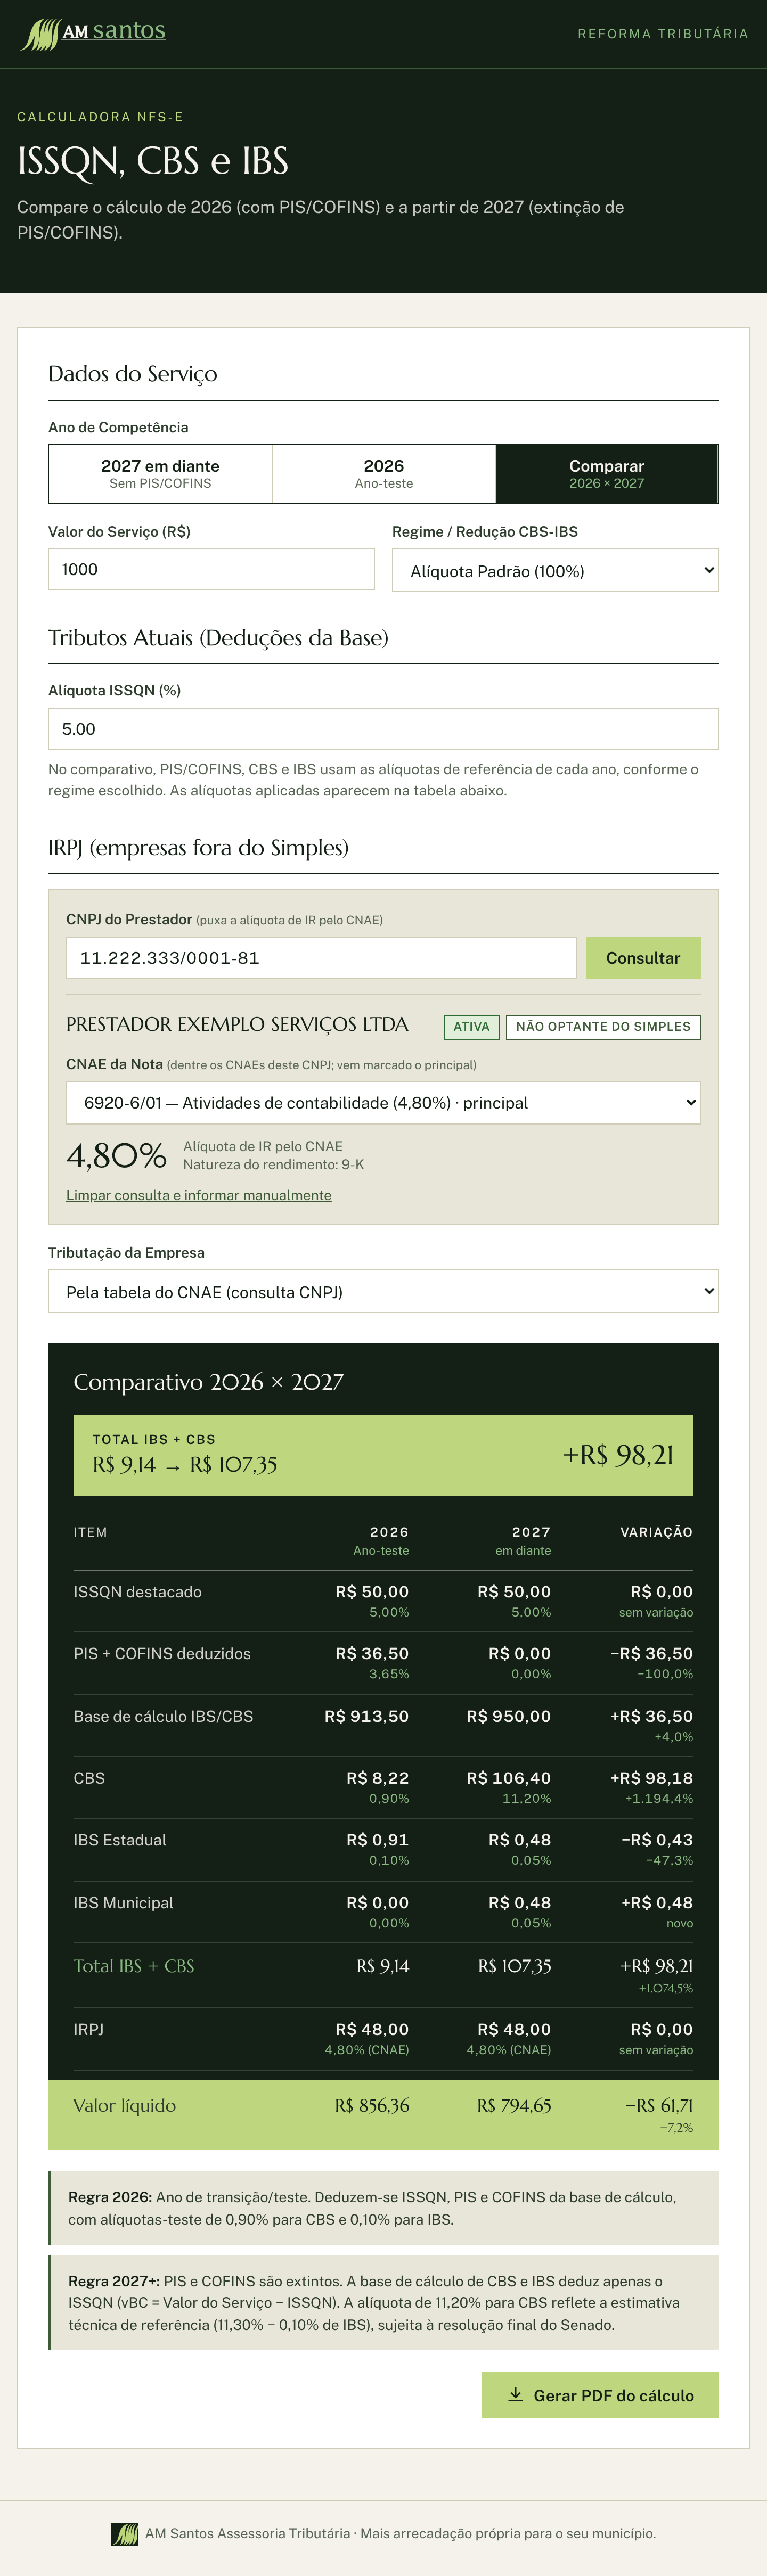 AM santos
REFORMA TRIBUTÁRIA
CALCULADORA NFS-E
ISSQN, CBS e IBS
Compare o cálculo de 2026 (com PIS/COFINS) e a partir de 2027 (extinção de
PIS/COFINS).
Dados do Serviço
Ano de Competência
2027 em diante
Sem PIS/COFINS
2026
Ano-teste
Comparar
2026 × 2027
Valor do Serviço (R$)
1000
Regime / Redução CBS-IBS
Alíquota Padrão (100%)
Tributos Atuais (Deduções da Base)
Alíquota ISSQN (%)
5.00
No comparativo, PIS/COFINS, CBS e IBS usam as alíquotas de referência de cada ano, conforme o
regime escolhido. As alíquotas aplicadas aparecem na tabela abaixo.
IRPJ (empresas fora do Simples)
CNPJ do Prestador (puxa a alíquota de IR pelo CNAE)
11.222.333/0001-81
Consultar
PRESTADOR EXEMPLO SERVIÇOS LTDA
ATIVA
NÃO OPTANTE DO SIMPLES
CNAE da Nota (dentre os CNAEs deste CNPJ; vem marcado o principal)
6920-6/01 — Atividades de contabilidade (4,80%) · principal
4,80%
Alíquota de IR pelo CNAE
Natureza do rendimento: 9-K
Limpar consulta e informar manualmente
Tributação da Empresa
Pela tabela do CNAE (consulta CNPJ)
Comparativo 2026 × 2027
TOTAL IBS + CBS
R$ 9,14 → R$ 107,35
+R$ 98,21
ITEM 2026 2027 VARIAÇÃO
Ano-teste em diante
ISSQN destacado R$ 50,00 R$ 50,00 R$ 0,00
5,00% 5,00% sem variação
PIS + COFINS deduzidos R$ 36,50 R$ 0,00 −R$ 36,50
3,65% 0,00% −100,0%
Base de cálculo IBS/CBS R$ 913,50 R$ 950,00 +R$ 36,50
+4,0%
CBS R$ 8,22 R$ 106,40 +R$ 98,18
0,90% 11,20% +1.194,4%
IBS Estadual R$ 0,91 R$ 0,48 −R$ 0,43
0,10% 0,05% −47,3%
IBS Municipal R$ 0,00 R$ 0,48 +R$ 0,48
0,00% 0,05% novo
Total IBS + CBS R$ 9,14 R$ 107,35 +R$ 98,21
+1.074,5%
IRPJ R$ 48,00 R$ 48,00 R$ 0,00
4,80% (CNAE) 4,80% (CNAE) sem variação
Valor líquido R$ 856,36 R$ 794,65 −R$ 61,71
−7,2%
Regra 2026: Ano de transição/teste. Deduzem-se ISSQN, PIS e COFINS da base de cálculo,
com alíquotas-teste de 0,90% para CBS e 0,10% para IBS.
Regra 2027+: PIS e COFINS são extintos. A base de cálculo de CBS e IBS deduz apenas o
ISSQN (vBC = Valor do Serviço − ISSQN). A alíquota de 11,20% para CBS reflete a estimativa
técnica de referência (11,30% − 0,10% de IBS), sujeita à resolução final do Senado.
Gerar PDF do cálculo
AM Santos Assessoria Tributária · Mais arrecadação própria para o seu município.